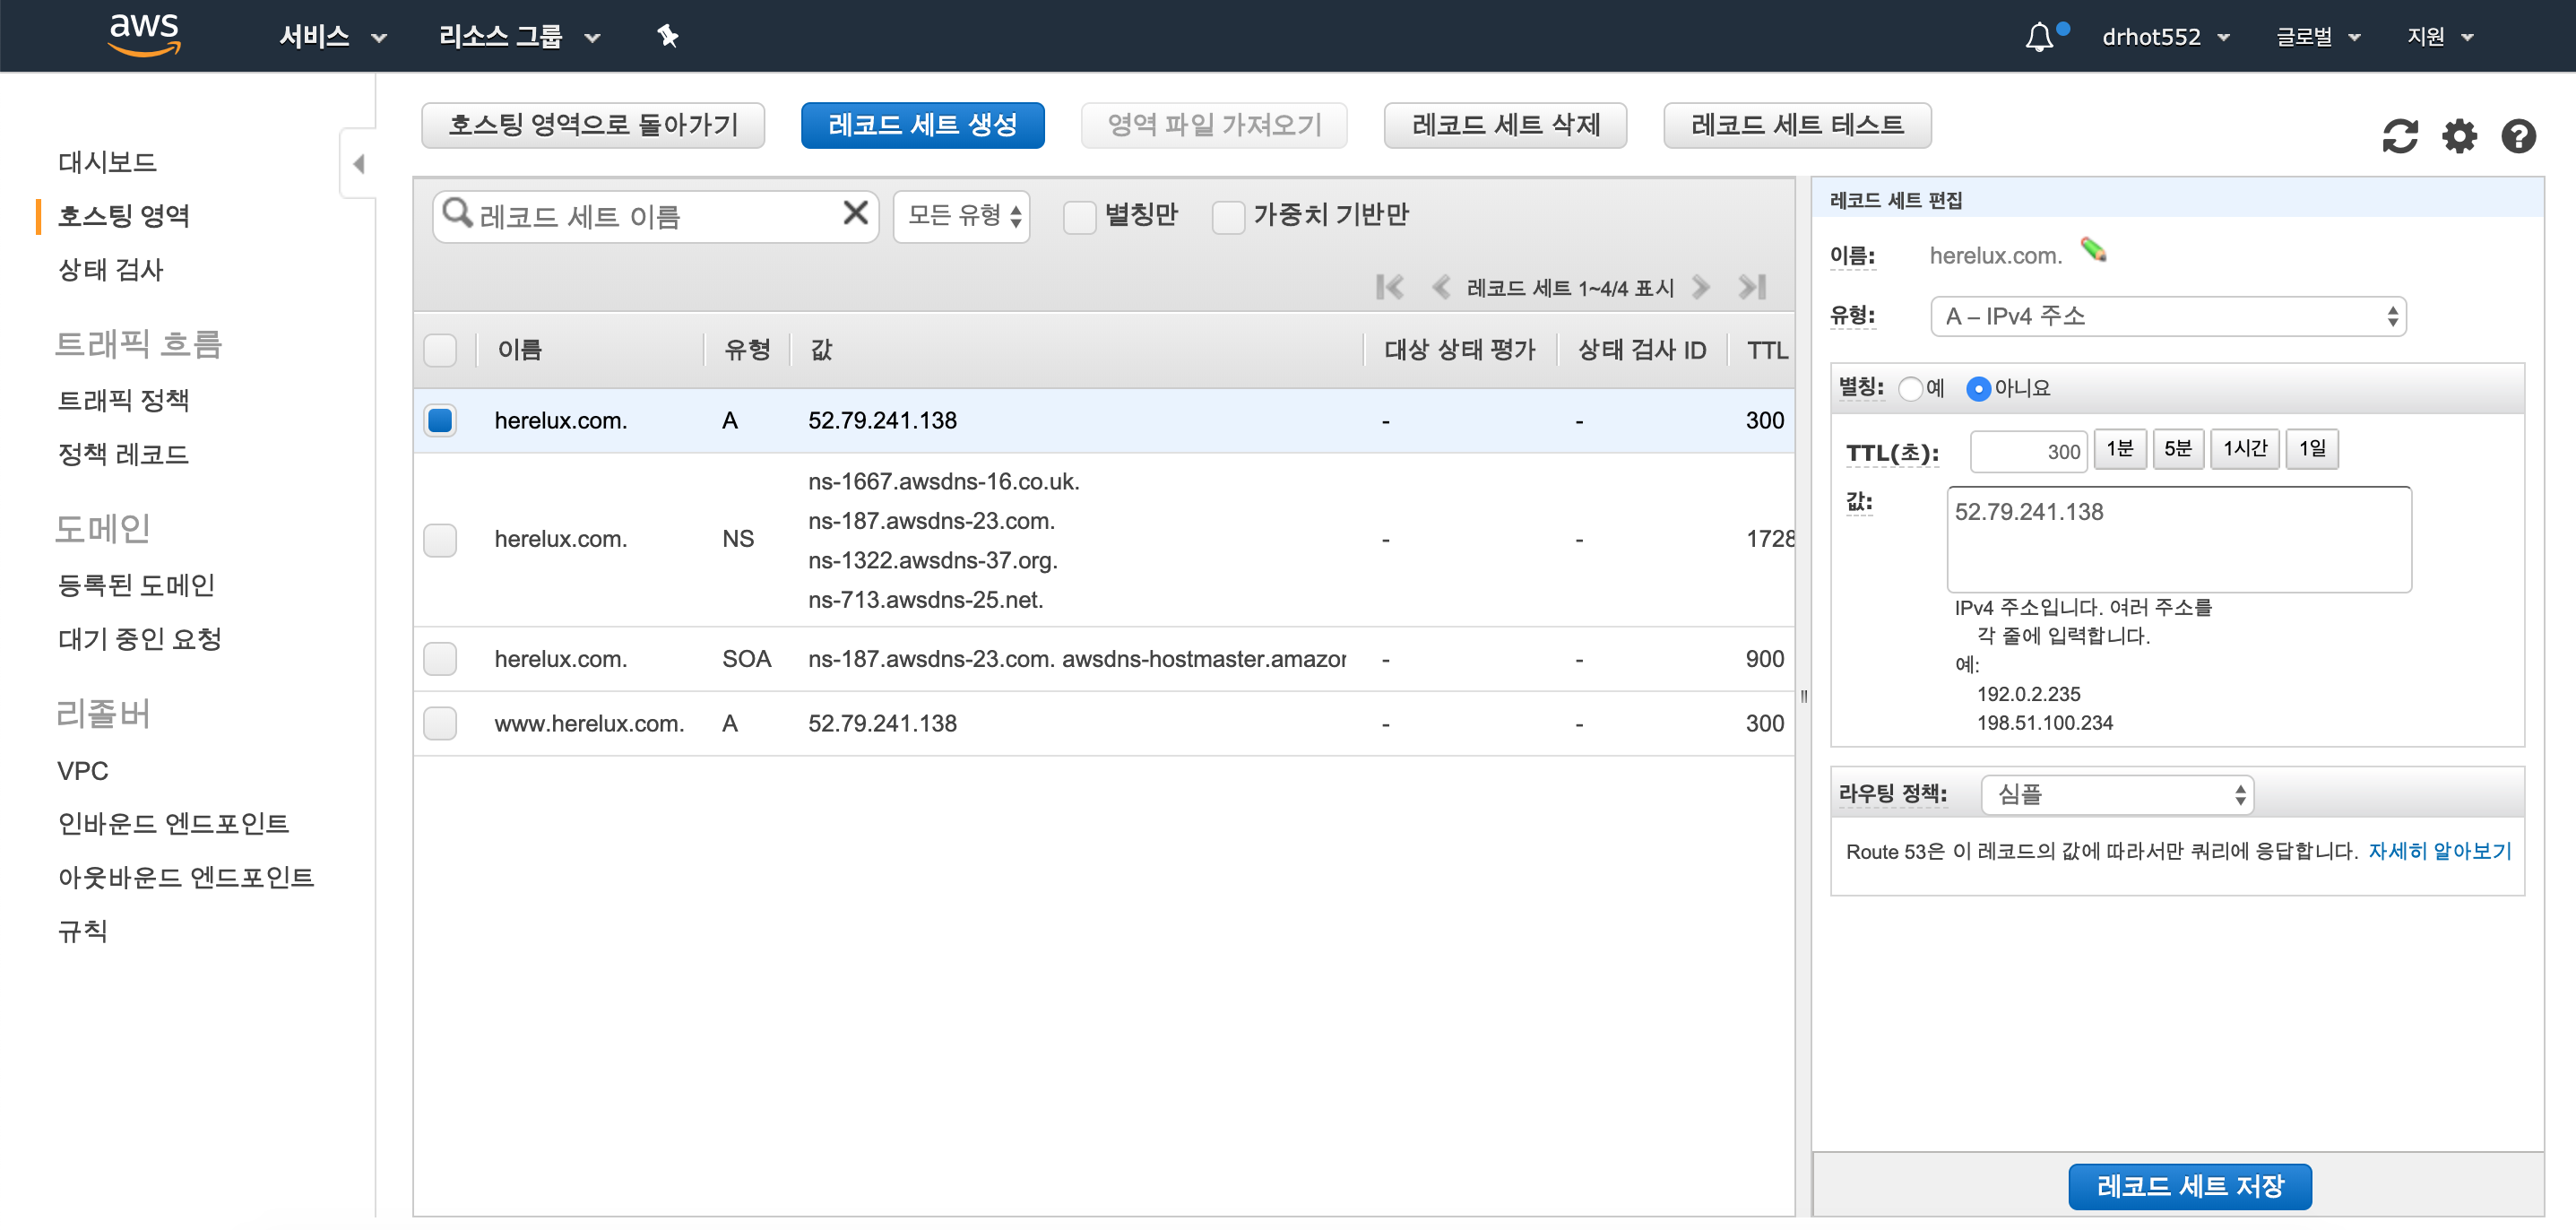 aws
서비스
리소스 그룹
drhot552
글로벌
지원
대시보드
호스팅 영역
상태 검사
트래픽 흐름
트래픽 정책
정책 레코드
도메인
등록된 도메인
대기 중인 요청
리졸버
VPC
인바운드 엔드포인트
아웃바운드 엔드포인트
규칙
호스팅 영역으로 돌아가기
레코드 세트 생성
영역 파일 가져오기
레코드 세트 삭제
레코드 세트 테스트
레코드 세트 이름
모든 유형
별칭만
가중치 기반만
레코드 세트 1~4/4 표시
이름 유형 값 대상 상태 평가 상태 검사 ID TTL
herelux.com. A 52.79.241.138 - - 300
herelux.com. NS
ns-1667.awsdns-16.co.uk.
ns-187.awsdns-23.com.
ns-1322.awsdns-37.org.
ns-713.awsdns-25.net.
- - 1728
herelux.com. SOA ns-187.awsdns-23.com. awsdns-hostmaster.amazor - - 900
www.herelux.com. A 52.79.241.138 - - 300
레코드 세트 편집
이름: herelux.com.
유형: A – IPv4 주소
별칭: 예 아니요
TTL(초): 300 1분 5분 1시간 1일
값: 52.79.241.138
IPv4 주소입니다. 여러 주소를
각 줄에 입력합니다.
예:
192.0.2.235
198.51.100.234
라우팅 정책: 심플
Route 53은 이 레코드의 값에 따라서만 쿼리에 응답합니다. 자세히 알아보기
레코드 세트 저장